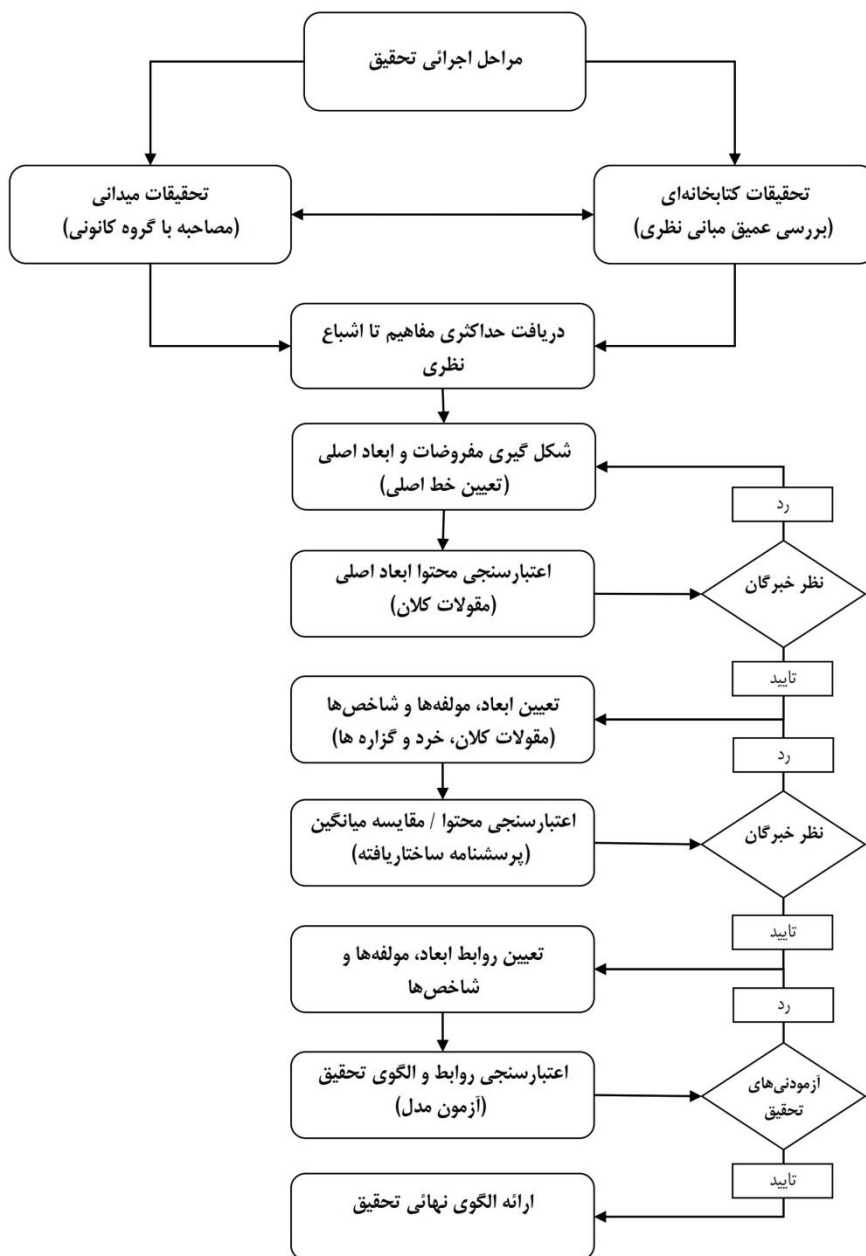 مراحل اجرائی تحقیق
تحقیقات کتابخانه‌ای
(بررسی عمیق مبانی نظری)
تحقیقات میدانی
(مصاحبه با گروه کانونی)
دریافت حداکثری مفاهیم تا اشباع
نظری
شکل گیری مفروضات و ابعاد اصلی
(تعیین خط اصلی)
رد
اعتبارسنجی محتوا ابعاد اصلی
(مقولات کلان)
نظر خبرگان
تایید
تعیین ابعاد، مولفه‌ها و شاخص‌ها
(مقولات کلان، خرد و گزاره ها)
رد
اعتبارسنجی محتوا / مقایسه میانگین
(پرسشنامه ساختاریافته)
نظر خبرگان
تایید
تعیین روابط ابعاد، مولفه‌ها و
شاخص‌ها
رد
اعتبارسنجی روابط و الگوی تحقیق
(آزمون مدل)
آزمودنی‌های
تحقیق
تایید
ارائه الگوی نهائی تحقیق